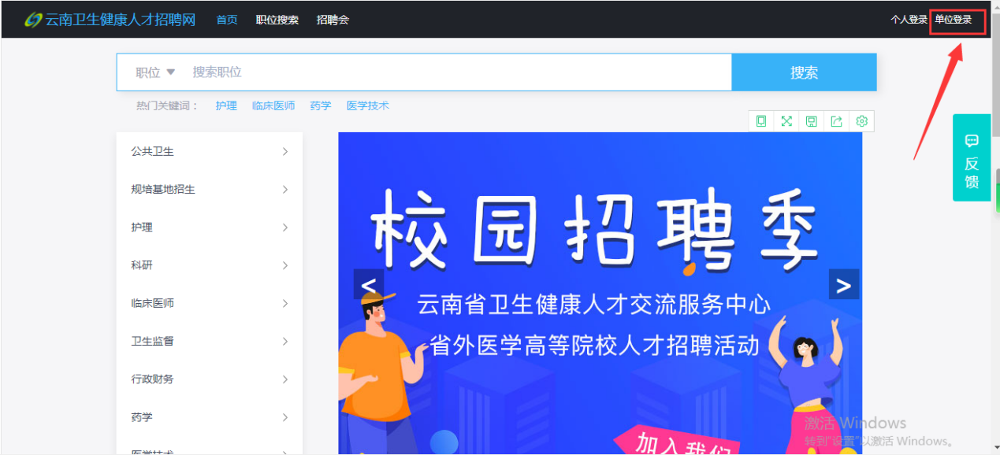 云南卫生健康人才招聘网 首页 职位搜索 招聘会 个人登录 单位登录
职位 搜索职位 搜索
热门关键词： 护理 临床医师 药学 医学技术
公共卫生
规培基地招生
护理
科研
临床医师
卫生监督
行政财务
药学
医学技术
校园招聘季
< >
云南省卫生健康人才交流服务中心
省外医学高等院校人才招聘活动
加入我们
反馈
激活 Windows
转到"设置"以激活 Windows。